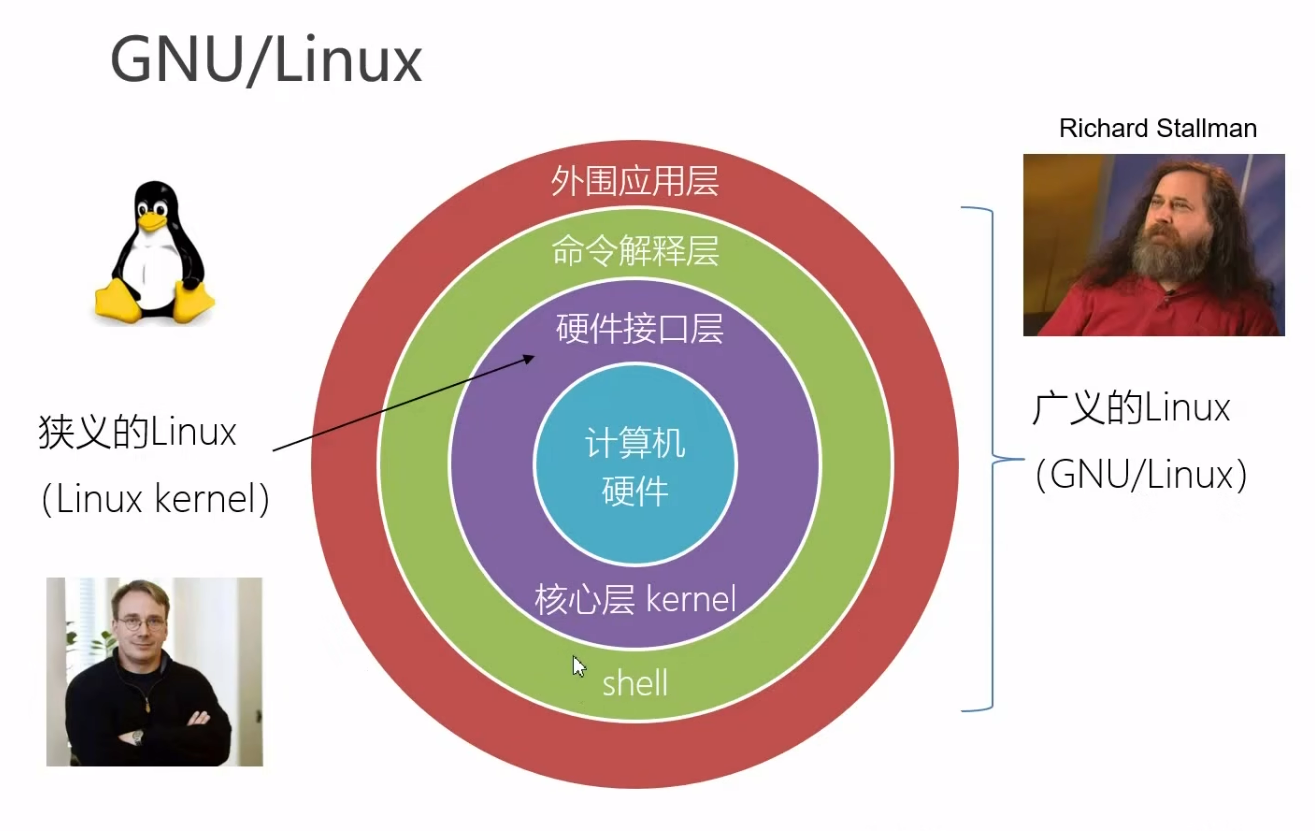 GNU/Linux
Richard Stallman
外围应用层
命令解释层
硬件接口层
计算机
硬件
核心层 kernel
shell
狭义的Linux
(Linux kernel)
广义的Linux
(GNU/Linux)